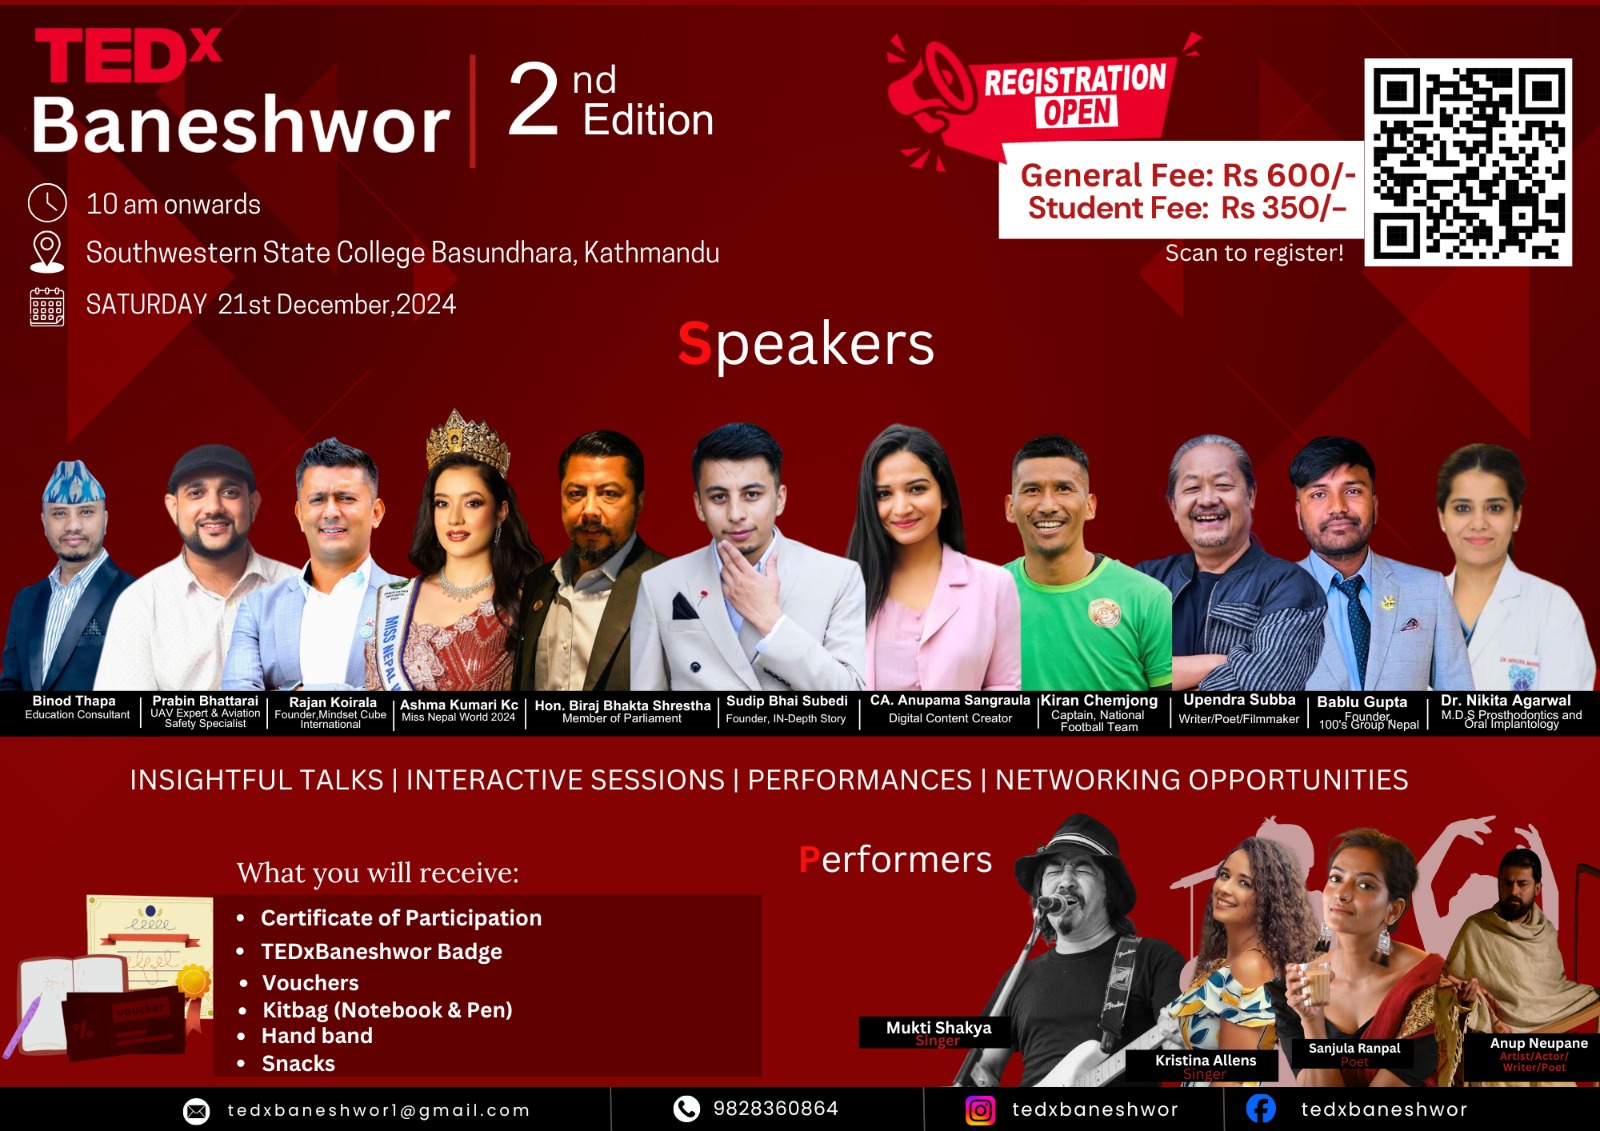 TEDx
Baneshwor
2nd
Edition
REGISTRATION
OPEN
General Fee: Rs 600/-
Student Fee: Rs 350/-
Scan to register!
10 am onwards
Southwestern State College Basundhara, Kathmandu
SATURDAY 21st December,2024
Speakers
MISS NEPAL W
Binod Thapa
Education Consultant
Prabin Bhattarai
UAV Expert & Aviation
Safety Specialist
Rajan Koirala
Founder,Mindset Cube
International
Ashma Kumari Kc
Miss Nepal World 2024
Hon. Biraj Bhakta Shrestha
Member of Parliament
Sudip Bhai Subedi
Founder, IN-Depth Story
CA. Anupama Sangraula
Digital Content Creator
Kiran Chemjong
Captain, National
Football Team
Upendra Subba
Writer/Poet/Filmmaker
Bablu Gupta
Founder,
100's Group Nepal
Dr. Nikita Agarwal
M.D.S Prosthodontics and
Oral Implantology
INSIGHTFUL TALKS | INTERACTIVE SESSIONS | PERFORMANCES | NETWORKING OPPORTUNITIES
What you will receive:
• Certificate of Participation
• TEDxBaneshwor Badge
• Vouchers
• Kitbag (Notebook & Pen)
• Hand band
• Snacks
voucher
%
Performers
Mukti Shakya
Singer
Kristina Allens
Singer
Sanjula Ranpal
Poet
Anup Neupane
Artist/Actor/
Writer/Poet
tedxbaneshwor1@gmail.com
9828360864
tedxbaneshwor
tedxbaneshwor